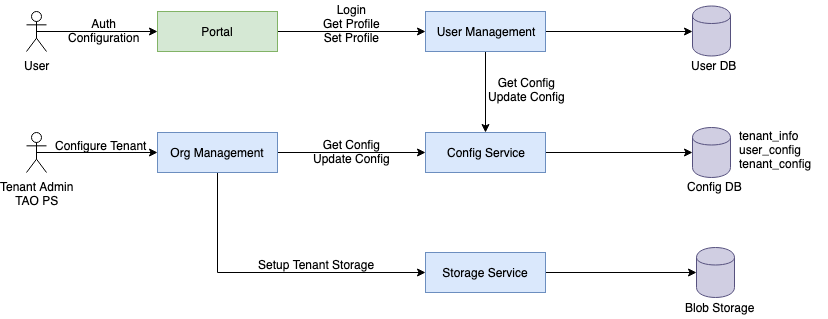 Auth
Configuration
User
Portal
Login
Get Profile
Set Profile
User Management
User DB
Get Config
Update Config
Configure Tenant
Tenant Admin
TAO PS
Org Management
Get Config
Update Config
Config Service
Config DB
tenant_info
user_config
tenant_config
Setup Tenant Storage
Storage Service
Blob Storage